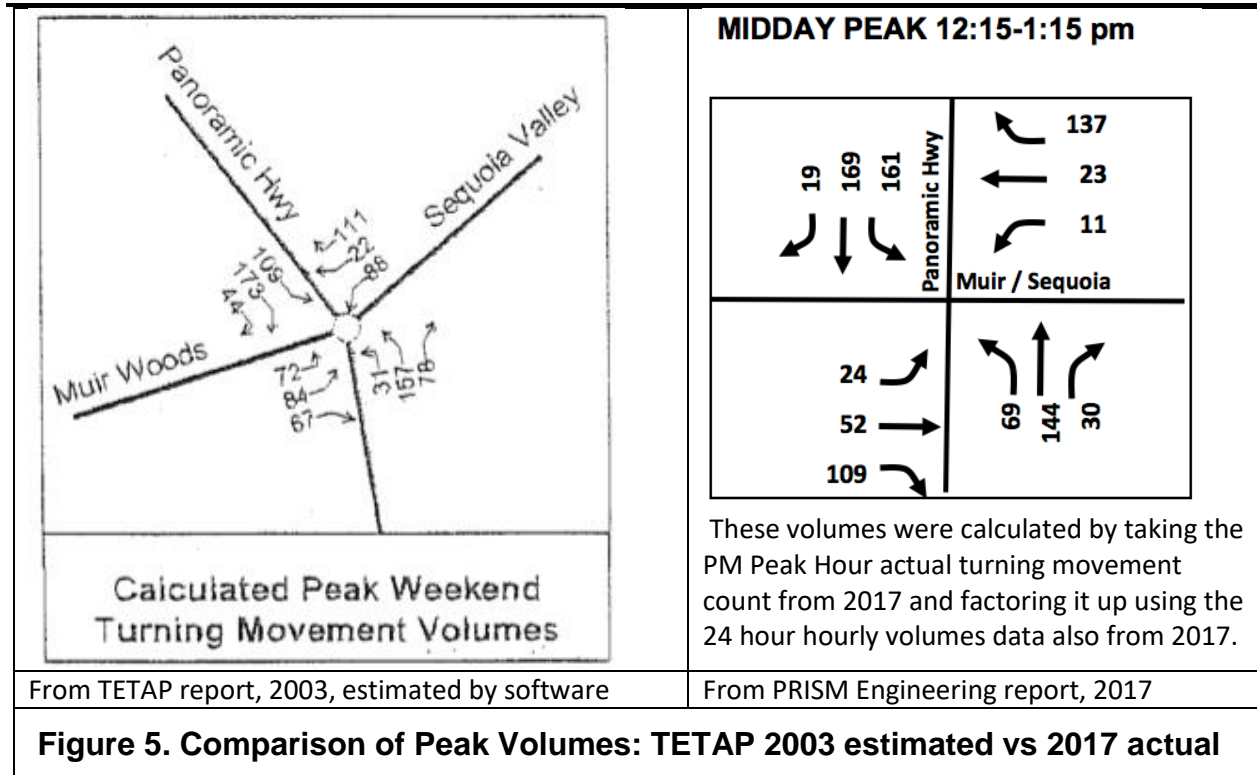 Panoramic Hwy
Sequoia Valley
111
22
88
109
173
44
Muir Woods
72
84
67
31
157
78
Calculated Peak Weekend
Turning Movement Volumes
From TETAP report, 2003, estimated by software
MIDDAY PEAK 12:15-1:15 pm
19
169
161
Panoramic Hwy
137
23
11
Muir / Sequoia
24
52
109
69
144
30
These volumes were calculated by taking the
PM Peak Hour actual turning movement
count from 2017 and factoring it up using the
24 hour hourly volumes data also from 2017.
From PRISM Engineering report, 2017
Figure 5. Comparison of Peak Volumes: TETAP 2003 estimated vs 2017 actual